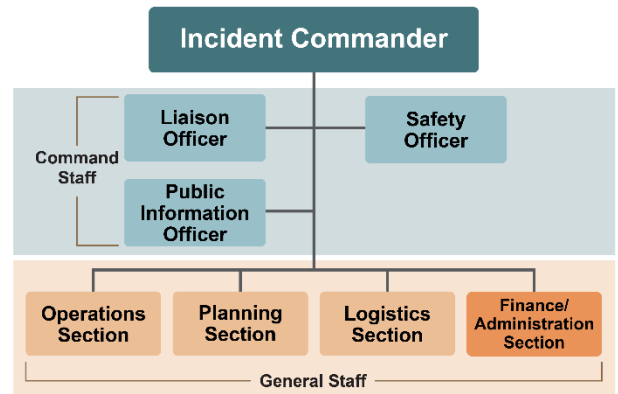 Incident Commander
Liaison
Officer
Safety
Officer
Command
Staff
Public
Information
Officer
Operations
Section
Planning
Section
Logistics
Section
Finance/
Administration
Section
General Staff